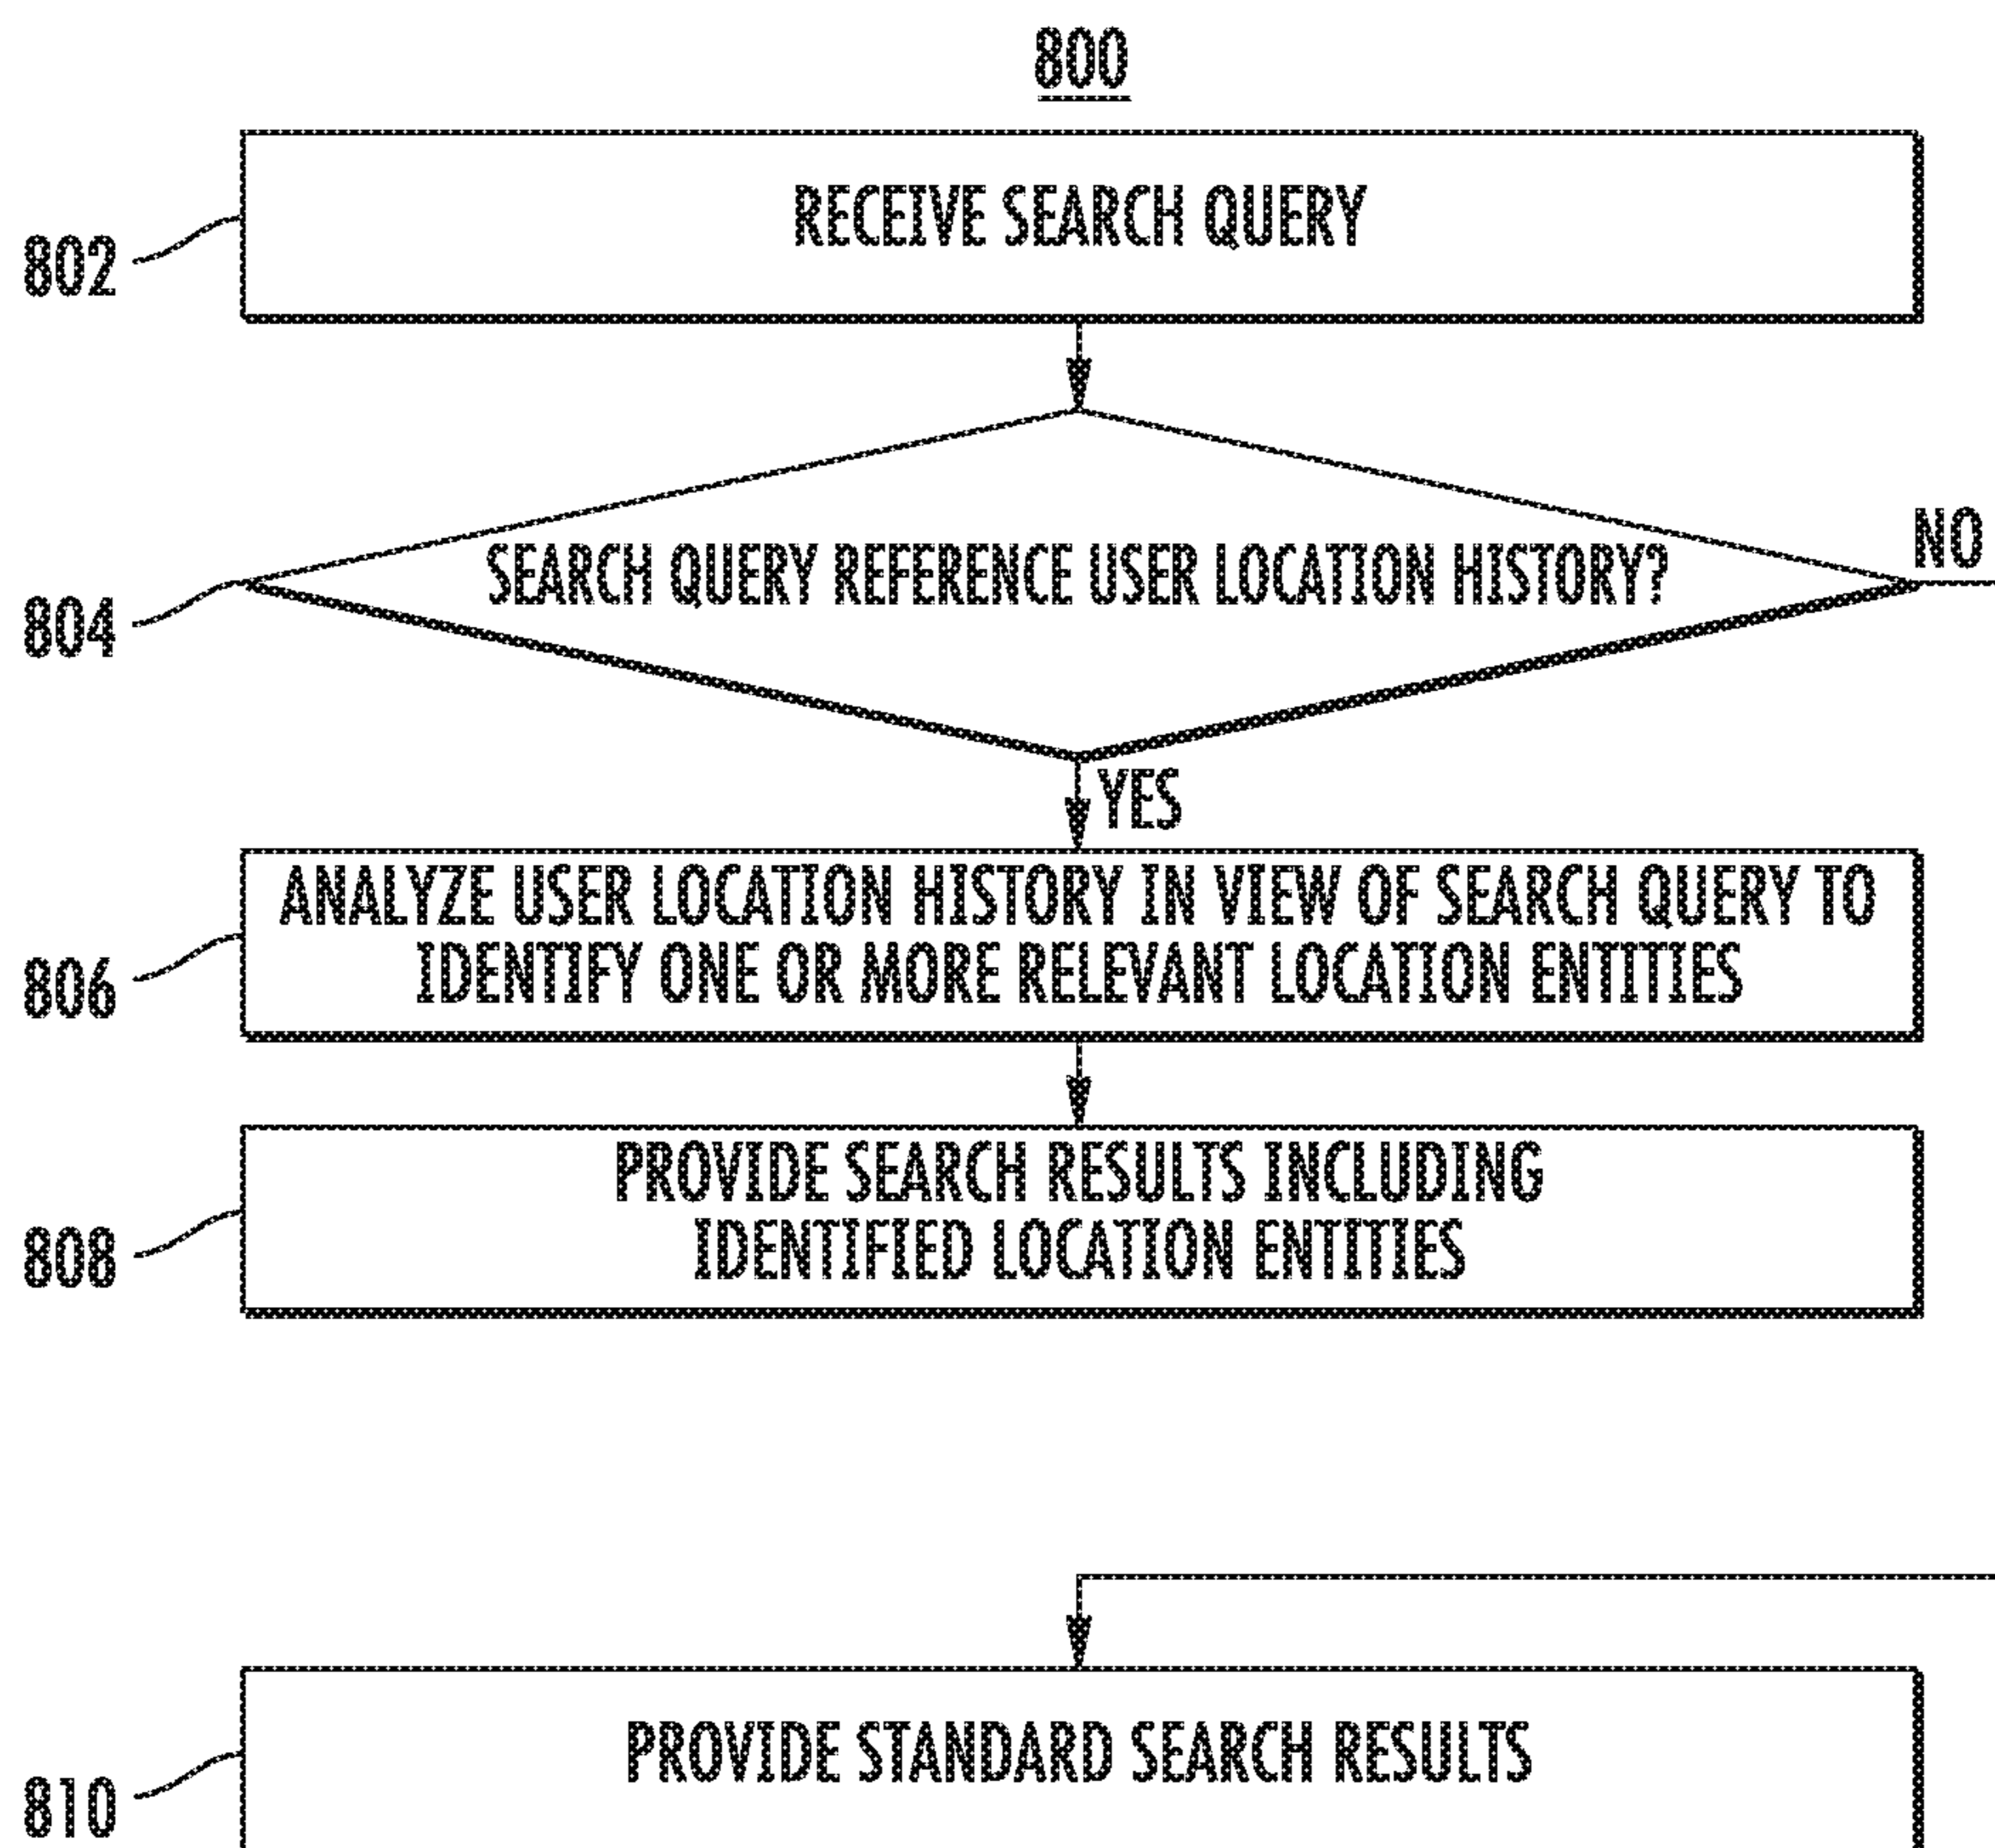 800
RECEIVE SEARCH QUERY
802
SEARCH QUERY REFERENCE USER LOCATION HISTORY?
NO
804
YES
ANALYZE USER LOCATION HISTORY IN VIEW OF SEARCH QUERY TO
IDENTIFY ONE OR MORE RELEVANT LOCATION ENTITIES
806
PROVIDE SEARCH RESULTS INCLUDING
IDENTIFIED LOCATION ENTITIES
808
PROVIDE STANDARD SEARCH RESULTS
810